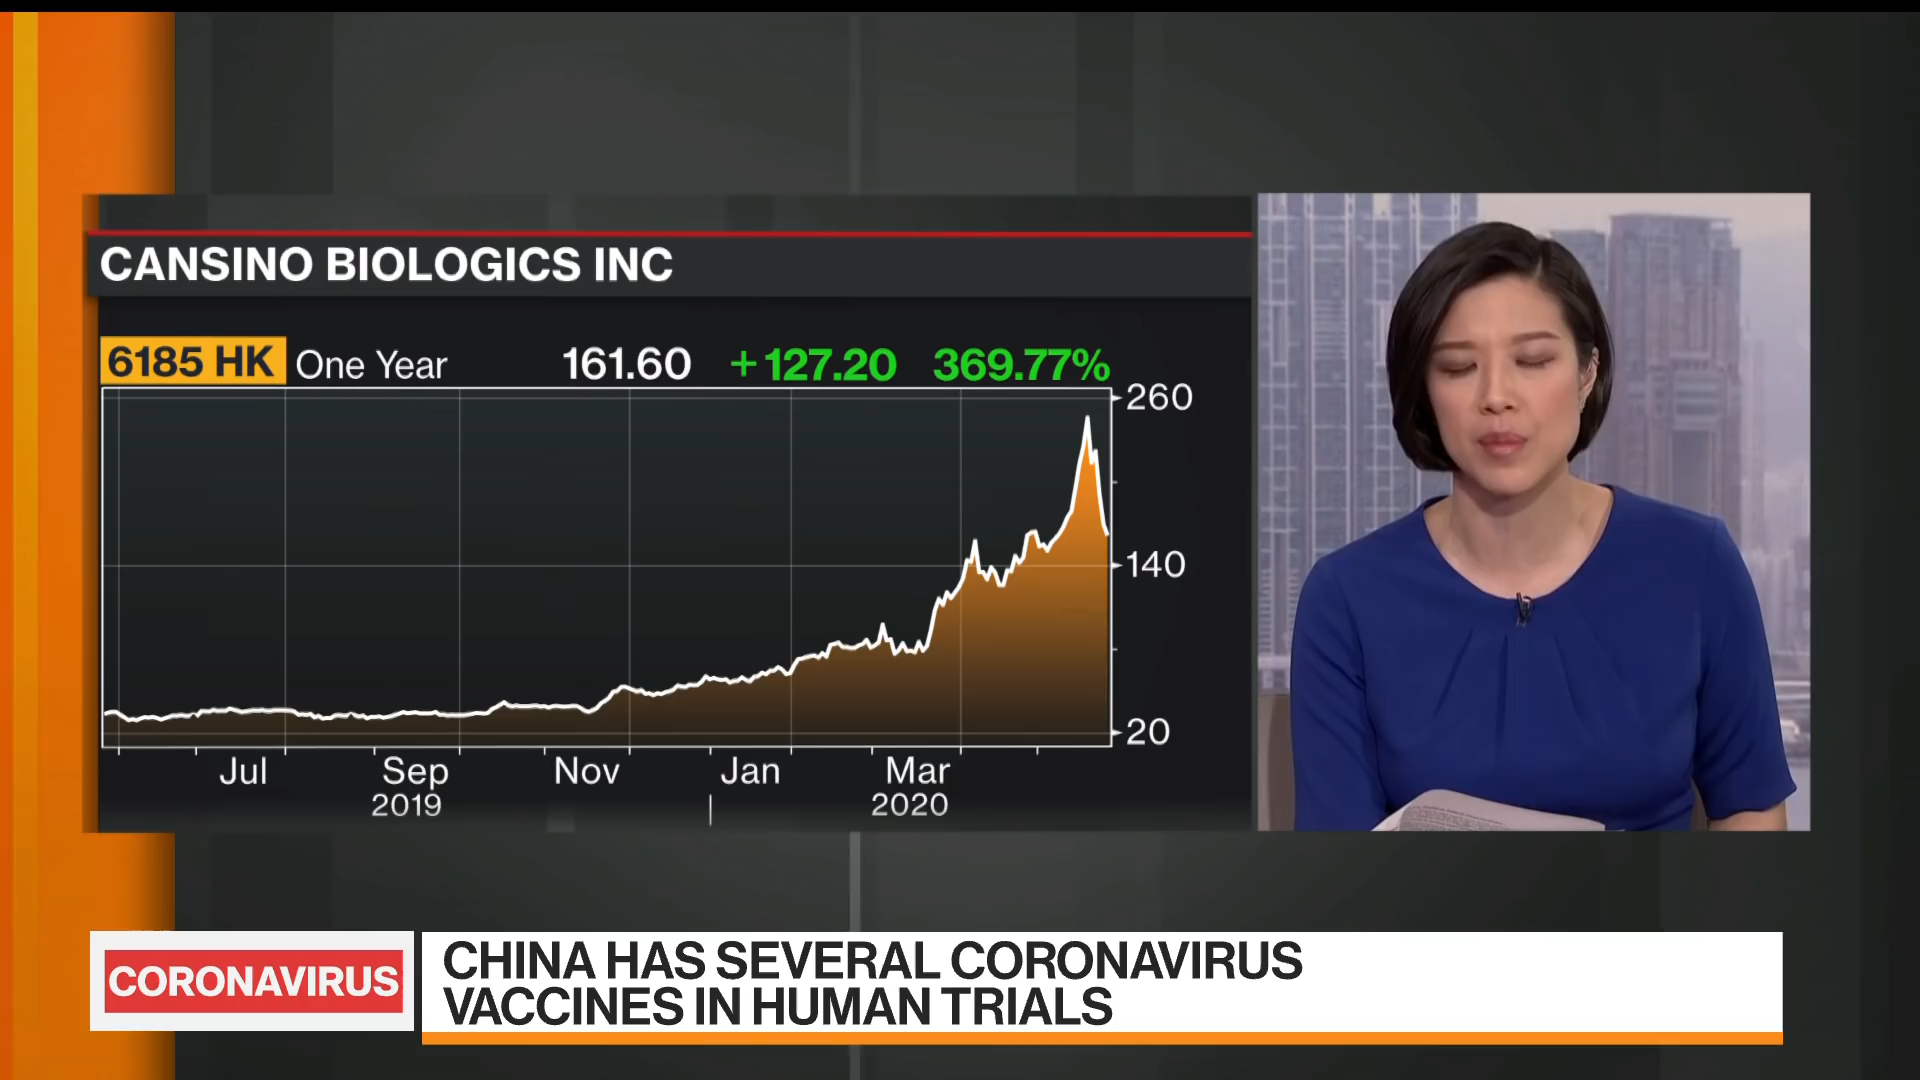 CANSINO BIOLOGICS INC
6185 HK One Year 161.60 +127.20 369.77%
260
140
20
Jul Sep Nov Jan Mar
2019 2020
CORONAVIRUS
CHINA HAS SEVERAL CORONAVIRUS
VACCINES IN HUMAN TRIALS